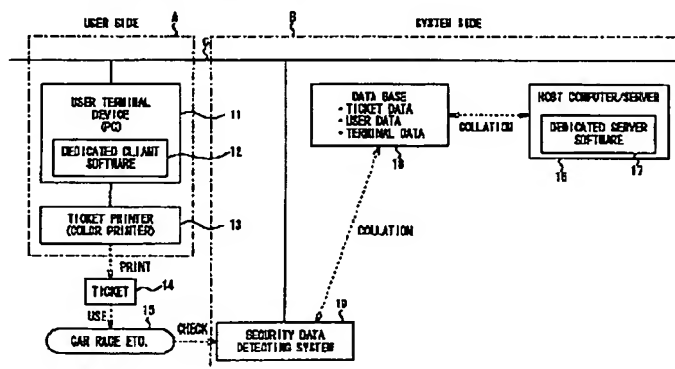 USER SIDE
A
B
SYSTEM SIDE
C
USER TERMINAL
DEVICE
(PC)
11
DEDICATED CLIENT
SOFTWARE
12
TICKET PRINTER
(COLOR PRINTER)
13
PRINT
TICKET
14
USE
15
CAR RACE ETC.
CHECK
DATA BASE
• TICKET DATA
• USER DATA
• TERMINAL DATA
18
COLLATION
HOST COMPUTER/SERVER
DEDICATED SERVER
SOFTWARE
16
17
COLLATION
19
SECURITY DATA
DETECTING SYSTEM